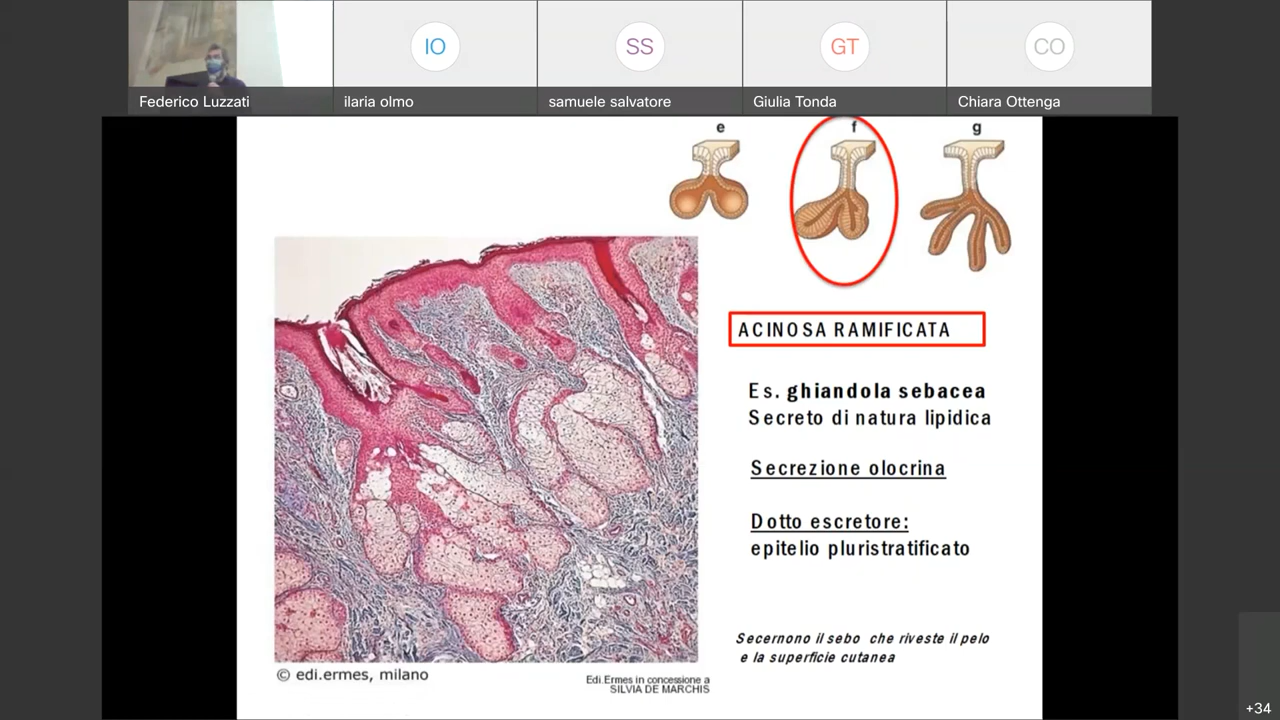 IO
SS
GT
CO
Federico Luzzati
ilaria olmo
samuele salvatore
Giulia Tonda
Chiara Ottenga
e
f
g
ACINOSA RAMIFICATA
Es. ghiandola sebacea
Secreto di natura lipidica
Secrezione olocrina
Dotto escretore:
epitelio pluristratificato
Secernono il sebo che riveste il pelo
e la superficie cutanea
© edi.ermes, milano
Edi.Ermes in concessione a
SILVIA DE MARCHIS
+34